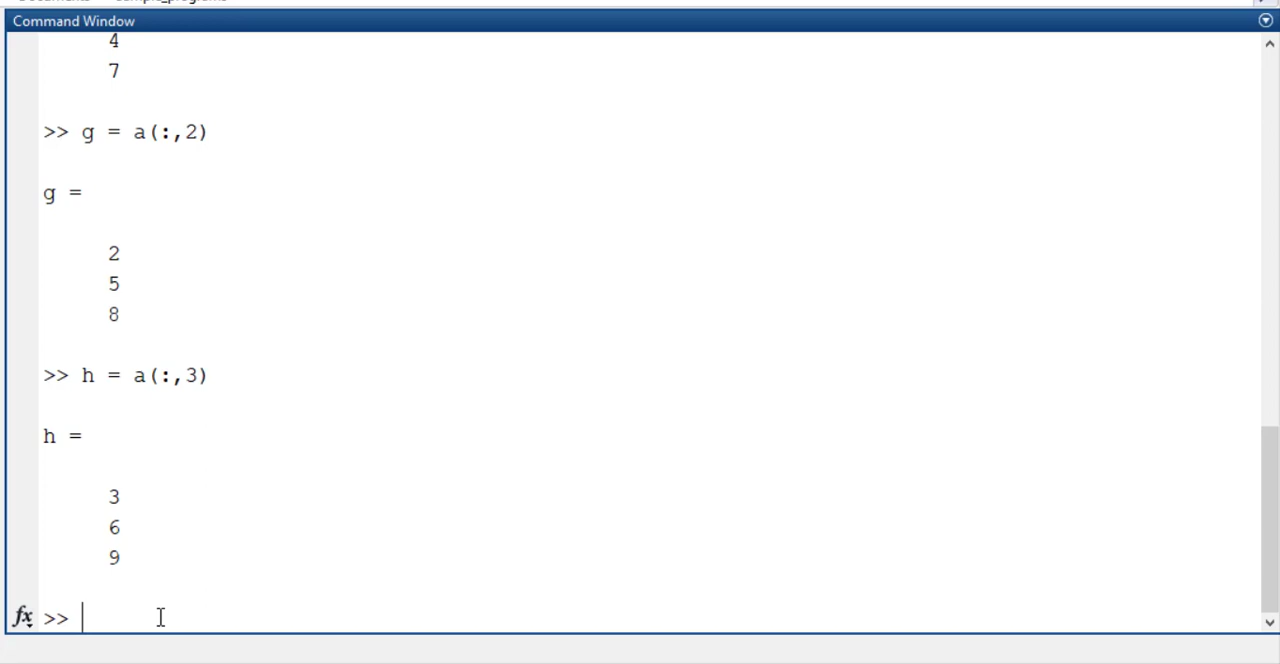 Command Window
4
7
>> g = a(:,2)
g =
2
5
8
>> h = a(:,3)
h =
3
6
9
fx >>